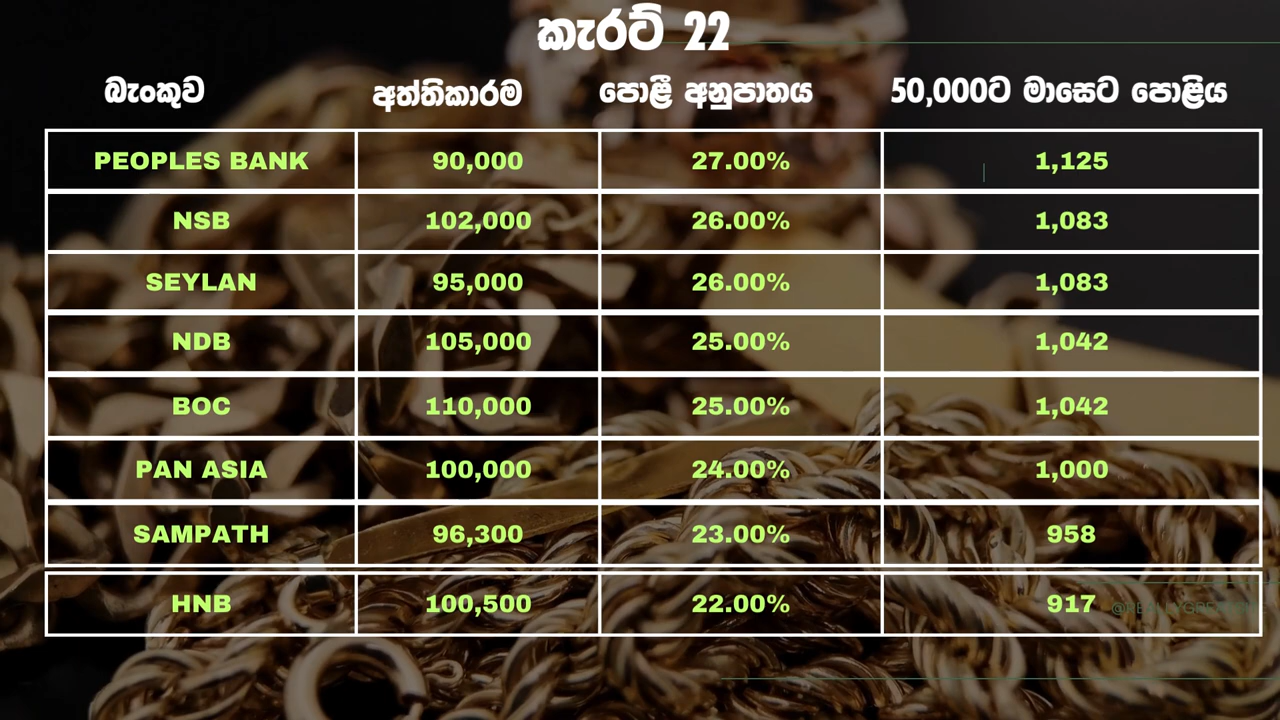 කැරට් 22
බැංකුව අත්තිකාරම පොළී අනුපාතය 50,000ට මාසෙට පොළිය
PEOPLES BANK 90,000 27.00% 1,125
NSB 102,000 26.00% 1,083
SEYLAN 95,000 26.00% 1,083
NDB 105,000 25.00% 1,042
BOC 110,000 25.00% 1,042
PAN ASIA 100,000 24.00% 1,000
SAMPATH 96,300 23.00% 958
HNB 100,500 22.00% 917